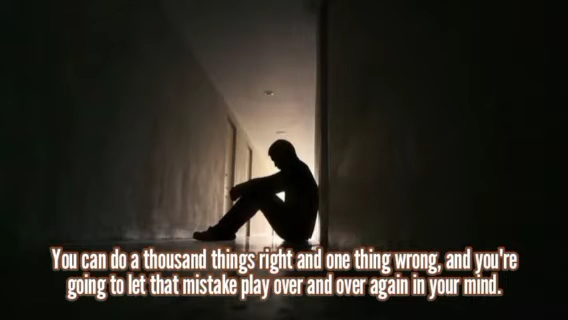 You can do a thousand things right and one thing wrong, and you're
going to let that mistake play over and over again in your mind.